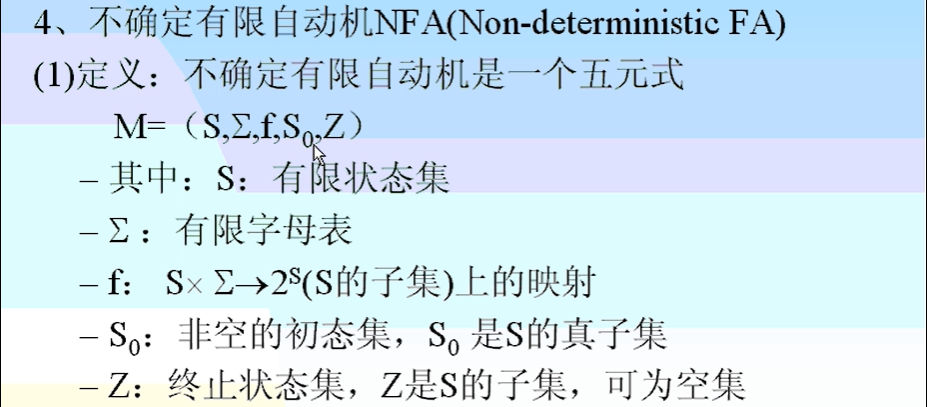 4、不确定有限自动机NFA(Non-deterministic FA)
(1)定义：不确定有限自动机是一个五元式
M=（S,Σ,f,S₀,Z）
– 其中：S：有限状态集
– Σ：有限字母表
– f： S× Σ→2ˢ(S的子集)上的映射
– S₀：非空的初态集，S₀ 是S的真子集
– Z：终止状态集，Z是S的子集，可为空集